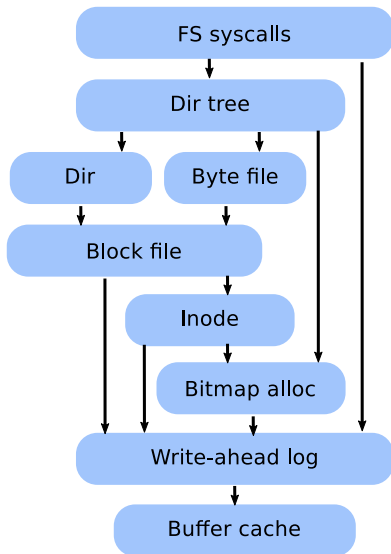 FS syscalls
Dir tree
Dir
Byte file
Block file
Inode
Bitmap alloc
Write-ahead log
Buffer cache